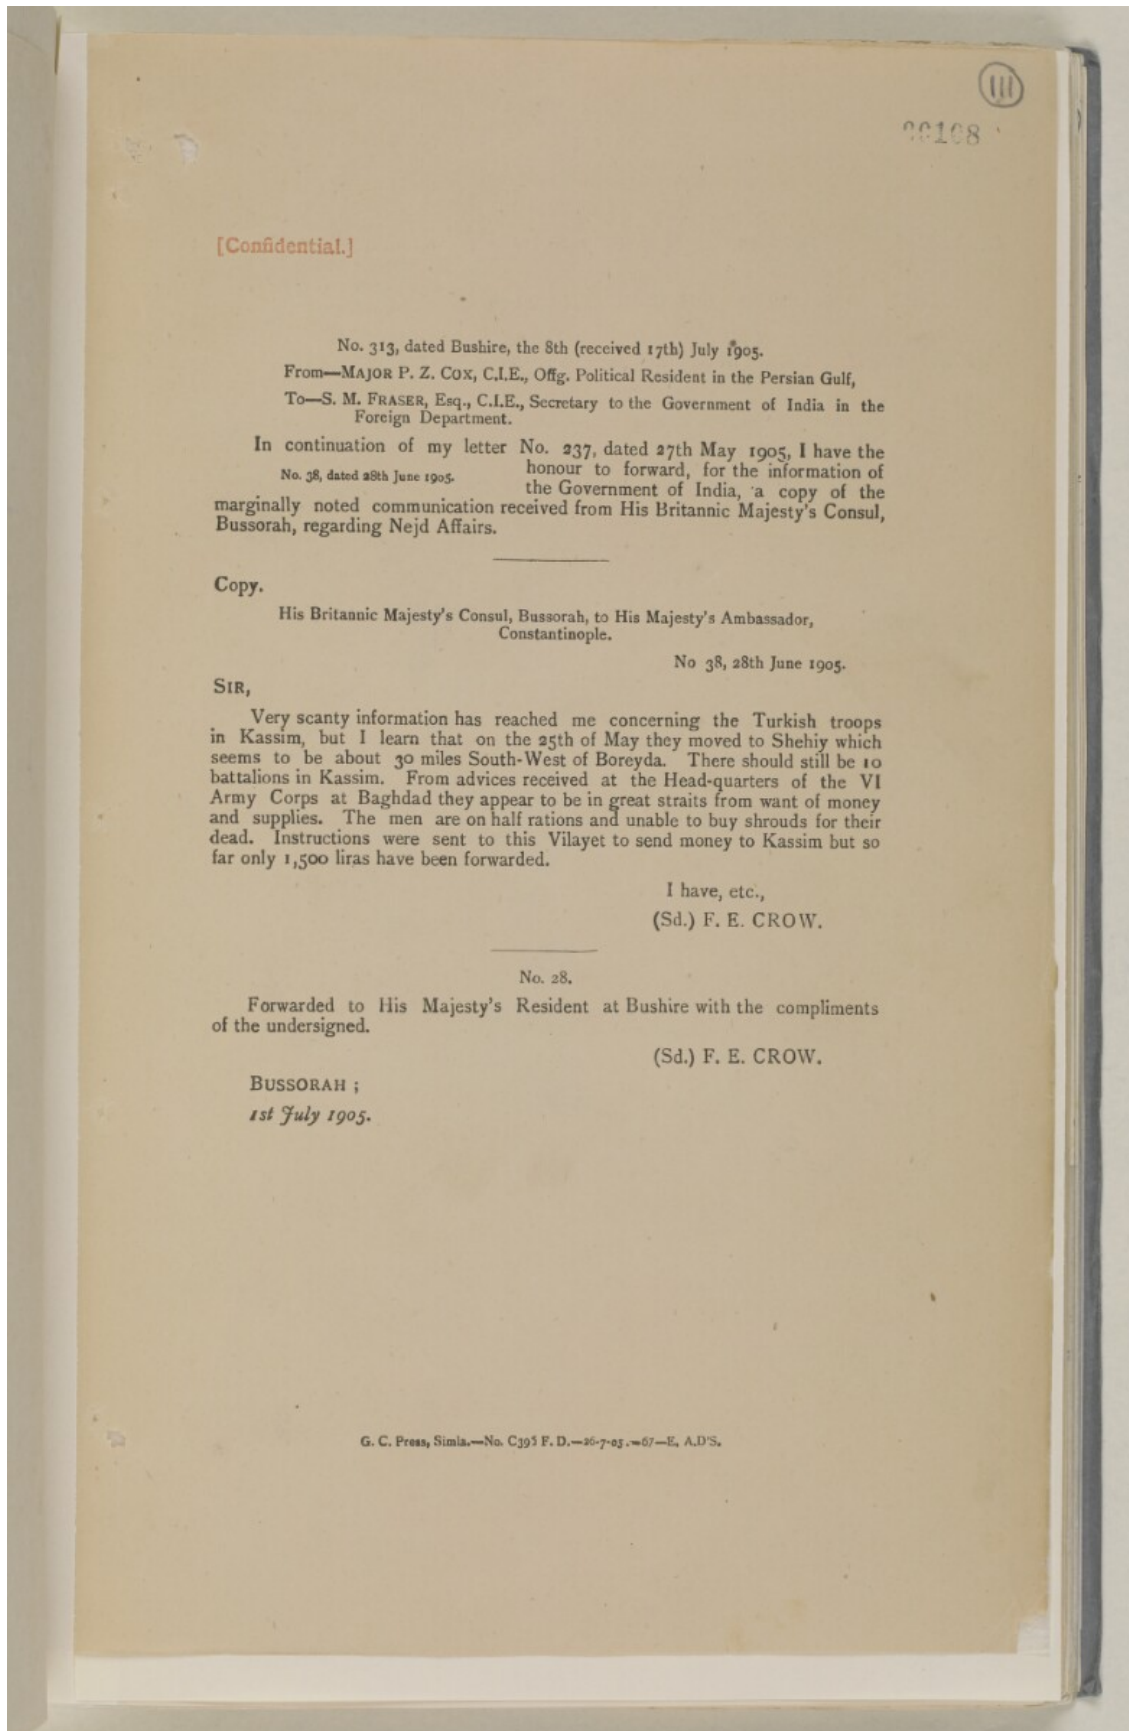 111
00108
[Confidential.]
No. 313, dated Bushire, the 8th (received 17th) July 1905.
From—MAJOR P. Z. COX, C.I.E., Offg. Political Resident in the Persian Gulf,
To—S. M. FRASER, Esq., C.I.E., Secretary to the Government of India in the
Foreign Department.
In continuation of my letter No. 237, dated 27th May 1905, I have the
No. 38, dated 28th June 1905.
honour to forward, for the information of
the Government of India, a copy of the
marginally noted communication received from His Britannic Majesty's Consul,
Bussorah, regarding Nejd Affairs.
Copy.
His Britannic Majesty's Consul, Bussorah, to His Majesty's Ambassador,
Constantinople.
No 38, 28th June 1905.
SIR,
Very scanty information has reached me concerning the Turkish troops
in Kassim, but I learn that on the 25th of May they moved to Shehiy which
seems to be about 30 miles South-West of Boreyda. There should still be 10
battalions in Kassim. From advices received at the Head-quarters of the VI
Army Corps at Baghdad they appear to be in great straits from want of money
and supplies. The men are on half rations and unable to buy shrouds for their
dead. Instructions were sent to this Vilayet to send money to Kassim but so
far only 1,500 liras have been forwarded.
I have, etc.,
(Sd.) F. E. CROW.
No. 28.
Forwarded to His Majesty's Resident at Bushire with the compliments
of the undersigned.
(Sd.) F. E. CROW.
BUSSORAH ;
1st July 1905.
G. C. Press, Simla.—No. C395 F. D.—26-7-05.—67—E, A.D'S.